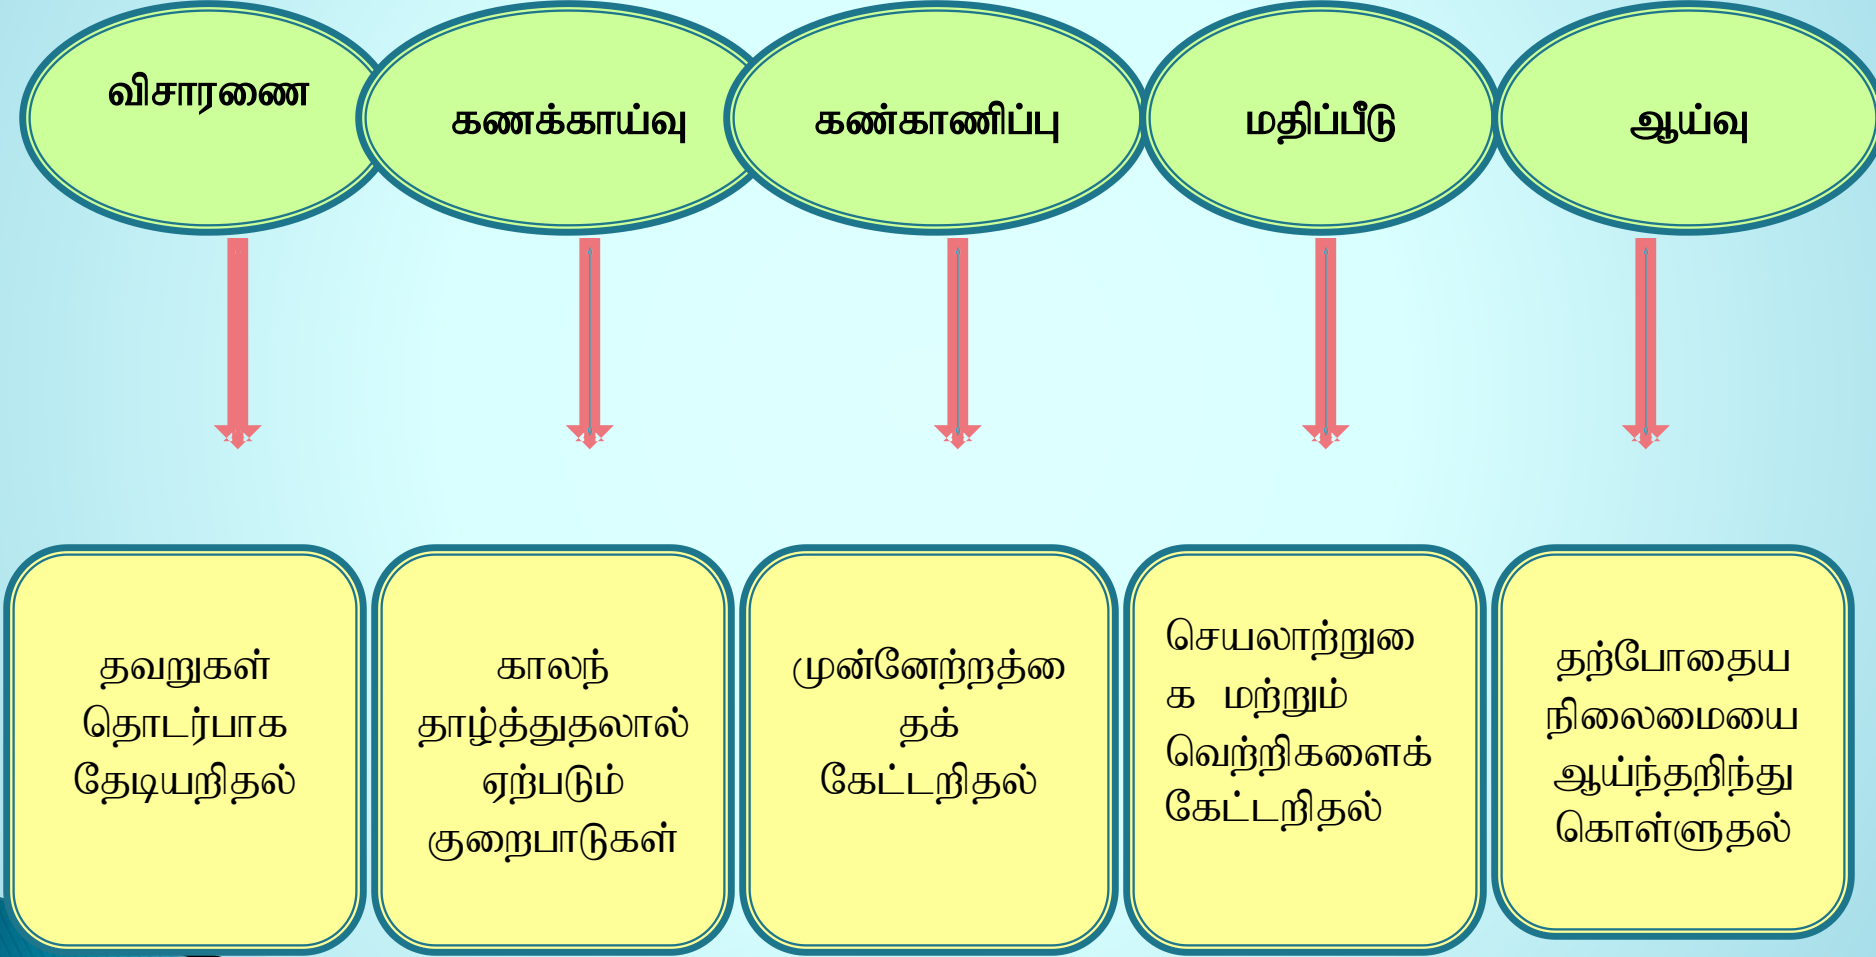 விசாரணை
கணக்காய்வு
கண்காணிப்பு
மதிப்பீடு
ஆய்வு
தவறுகள்
தொடர்பாக
தேடியறிதல்
காலந்
தாழ்த்துதலால்
ஏற்படும்
குறைபாடுகள்
முன்னேற்றத்தை
தக்
கேட்டறிதல்
செயலாற்றுகை
க மற்றும்
வெற்றிகளைக்
கேட்டறிதல்
தற்போதைய
நிலைமையை
ஆய்ந்தறிந்து
கொள்ளுதல்